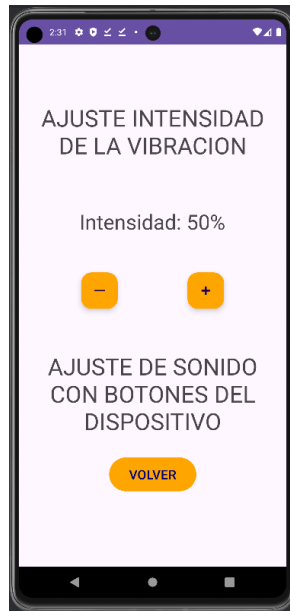 2:31
AJUSTE INTENSIDAD
DE LA VIBRACION
Intensidad: 50%
− +
AJUSTE DE SONIDO
CON BOTONES DEL
DISPOSITIVO
VOLVER